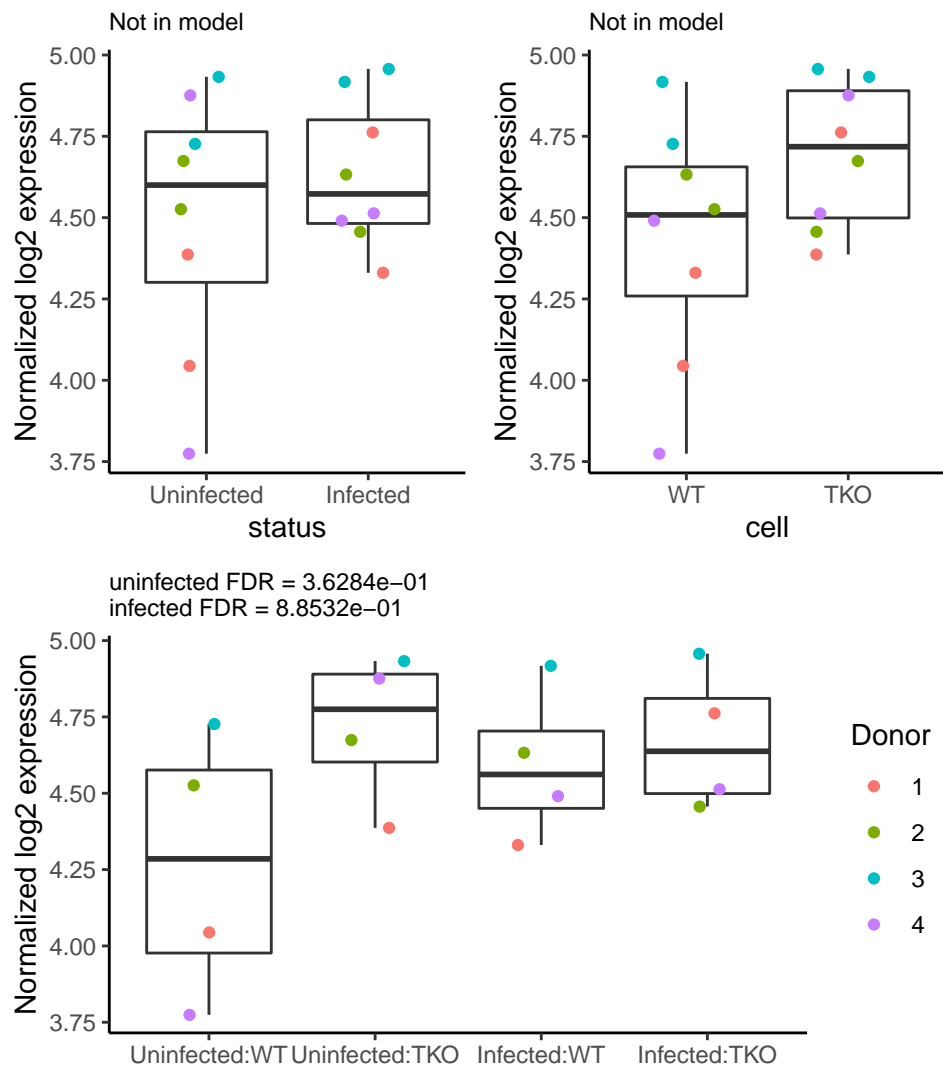 Not in model
Normalized log2 expression
5.00
4.75
4.50
4.25
4.00
3.75
Uninfected Infected
status
Not in model
Normalized log2 expression
5.00
4.75
4.50
4.25
4.00
3.75
WT TKO
cell
uninfected FDR = 3.6284e−01
infected FDR = 8.8532e−01
Normalized log2 expression
5.00
4.75
4.50
4.25
4.00
3.75
Uninfected:WT Uninfected:TKO Infected:WT Infected:TKO
Donor
1
2
3
4